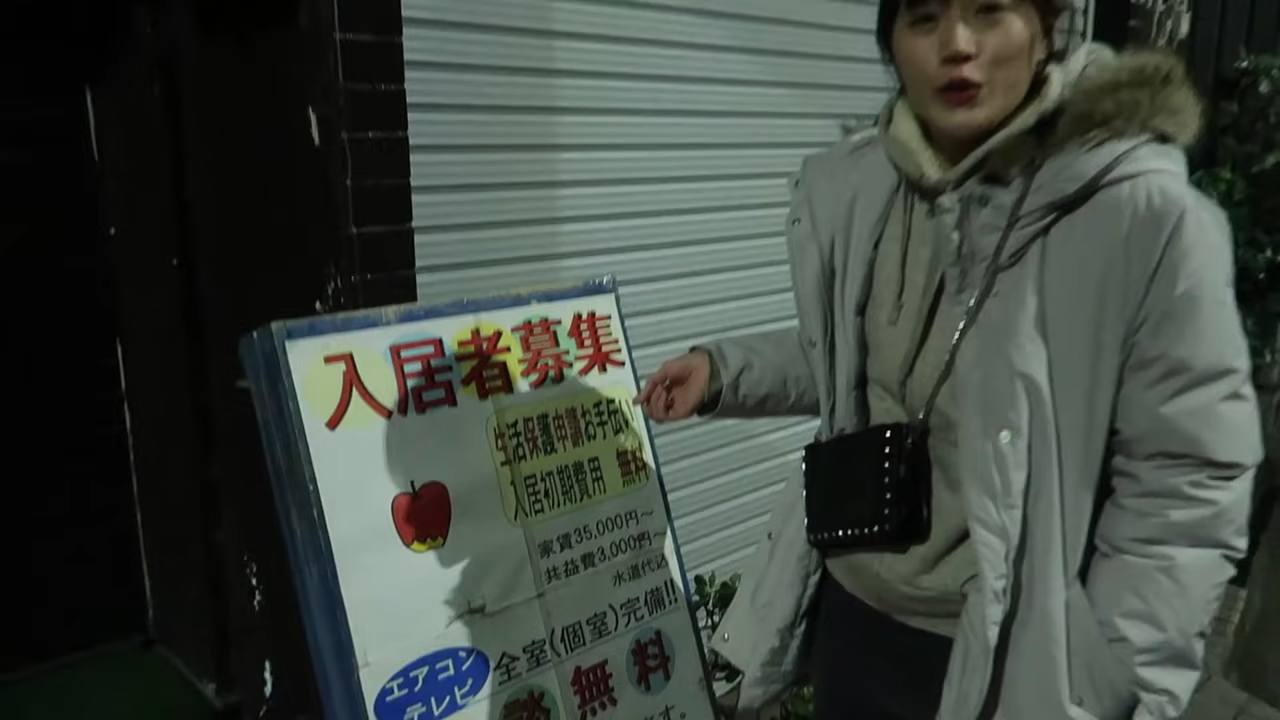 入居者募集
生活保護申請お手伝い
入居初期費用 無料
家賃35,000円～
共益費3,000円～
水道代込
全室(個室)完備!!
エアコン
テレビ
談無料
ます。